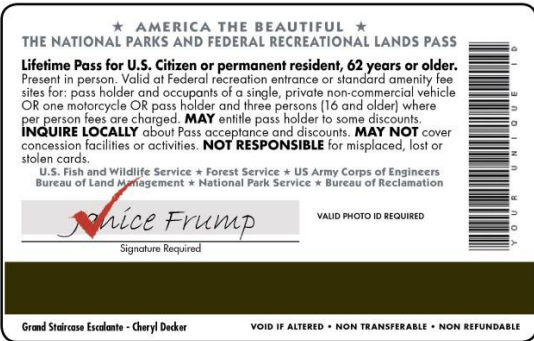 ★ AMERICA THE BEAUTIFUL ★
THE NATIONAL PARKS AND FEDERAL RECREATIONAL LANDS PASS
Lifetime Pass for U.S. Citizen or permanent resident, 62 years or older.
Present in person. Valid at Federal recreation entrance or standard amenity fee
sites for: pass holder and occupants of a single, private non-commercial vehicle
OR one motorcycle OR pass holder and three persons (16 and older) where
per person fees are charged. MAY entitle pass holder to some discounts.
INQUIRE LOCALLY about Pass acceptance and discounts. MAY NOT cover
concession facilities or activities. NOT RESPONSIBLE for misplaced, lost or
stolen cards.
U.S. Fish and Wildlife Service ★ Forest Service ★ US Army Corps of Engineers
Bureau of Land Management ★ National Park Service ★ Bureau of Reclamation
Janice Frump
VALID PHOTO ID REQUIRED
Signature Required
YOUR UNIQUE ID
Grand Staircase Escalante - Cheryl Decker
VOID IF ALTERED • NON TRANSFERABLE • NON REFUNDABLE